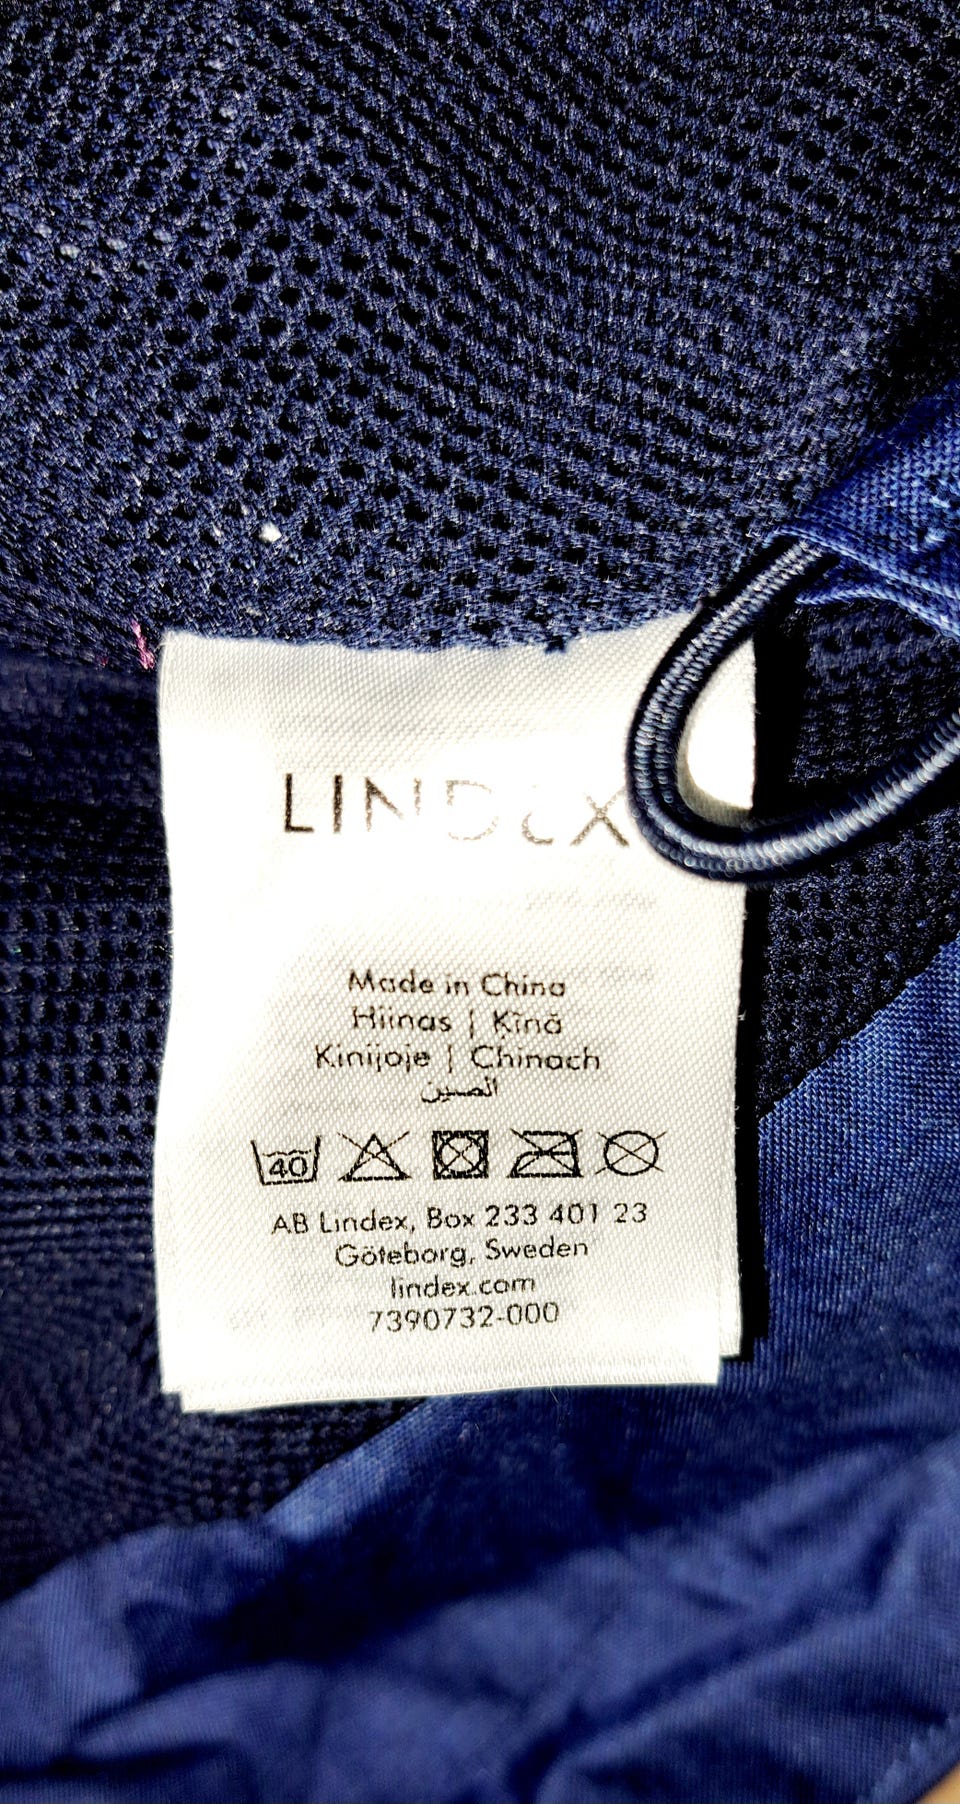 LINDEX
Made in China
Hiinas | Ķīnā
Kinijoje | Chinach
الصين
40
AB Lindex, Box 233 401 23
Göteborg, Sweden
lindex.com
7390732-000